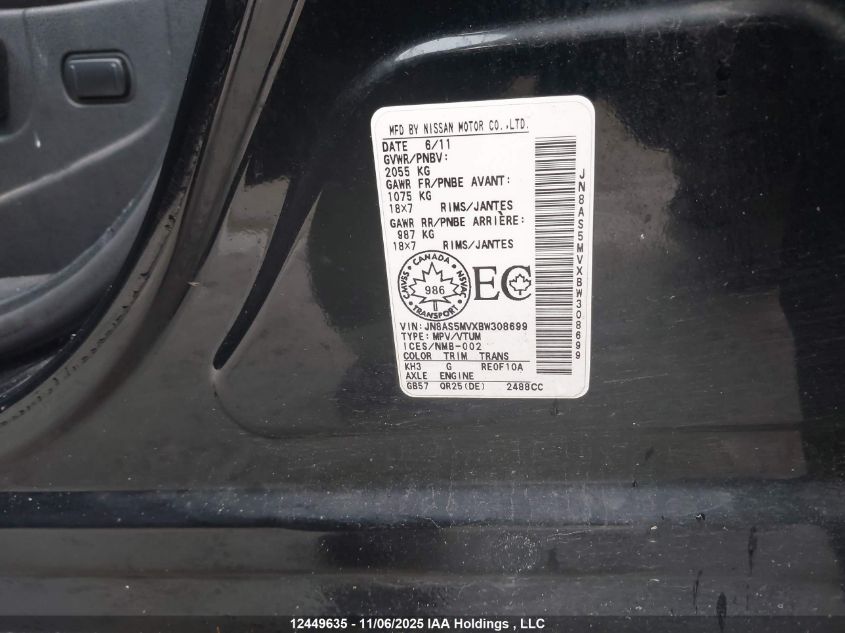 MFD BY NISSAN MOTOR CO.,LTD.
DATE 6/11
GVWR/PNBV:
2055 KG
GAWR FR/PNBE AVANT:
1075 KG
18X7 RIMS/JANTES
GAWR RR/PNBE ARRIÈRE:
987 KG
18X7 RIMS/JANTES
CANADA
CMVSS 986 NSVAC
TRANSPORT
EC
VIN:JN8AS5MVXBW308699
TYPE:MPV/VTUM
ICES/NMB-002
COLOR TRIM TRANS
KH3 G RE0F10A
AXLE ENGINE
GB57 QR25(DE) 2488CC
JN8AS5MVXBW308699
12449635 - 11/06/2025 IAA Holdings , LLC